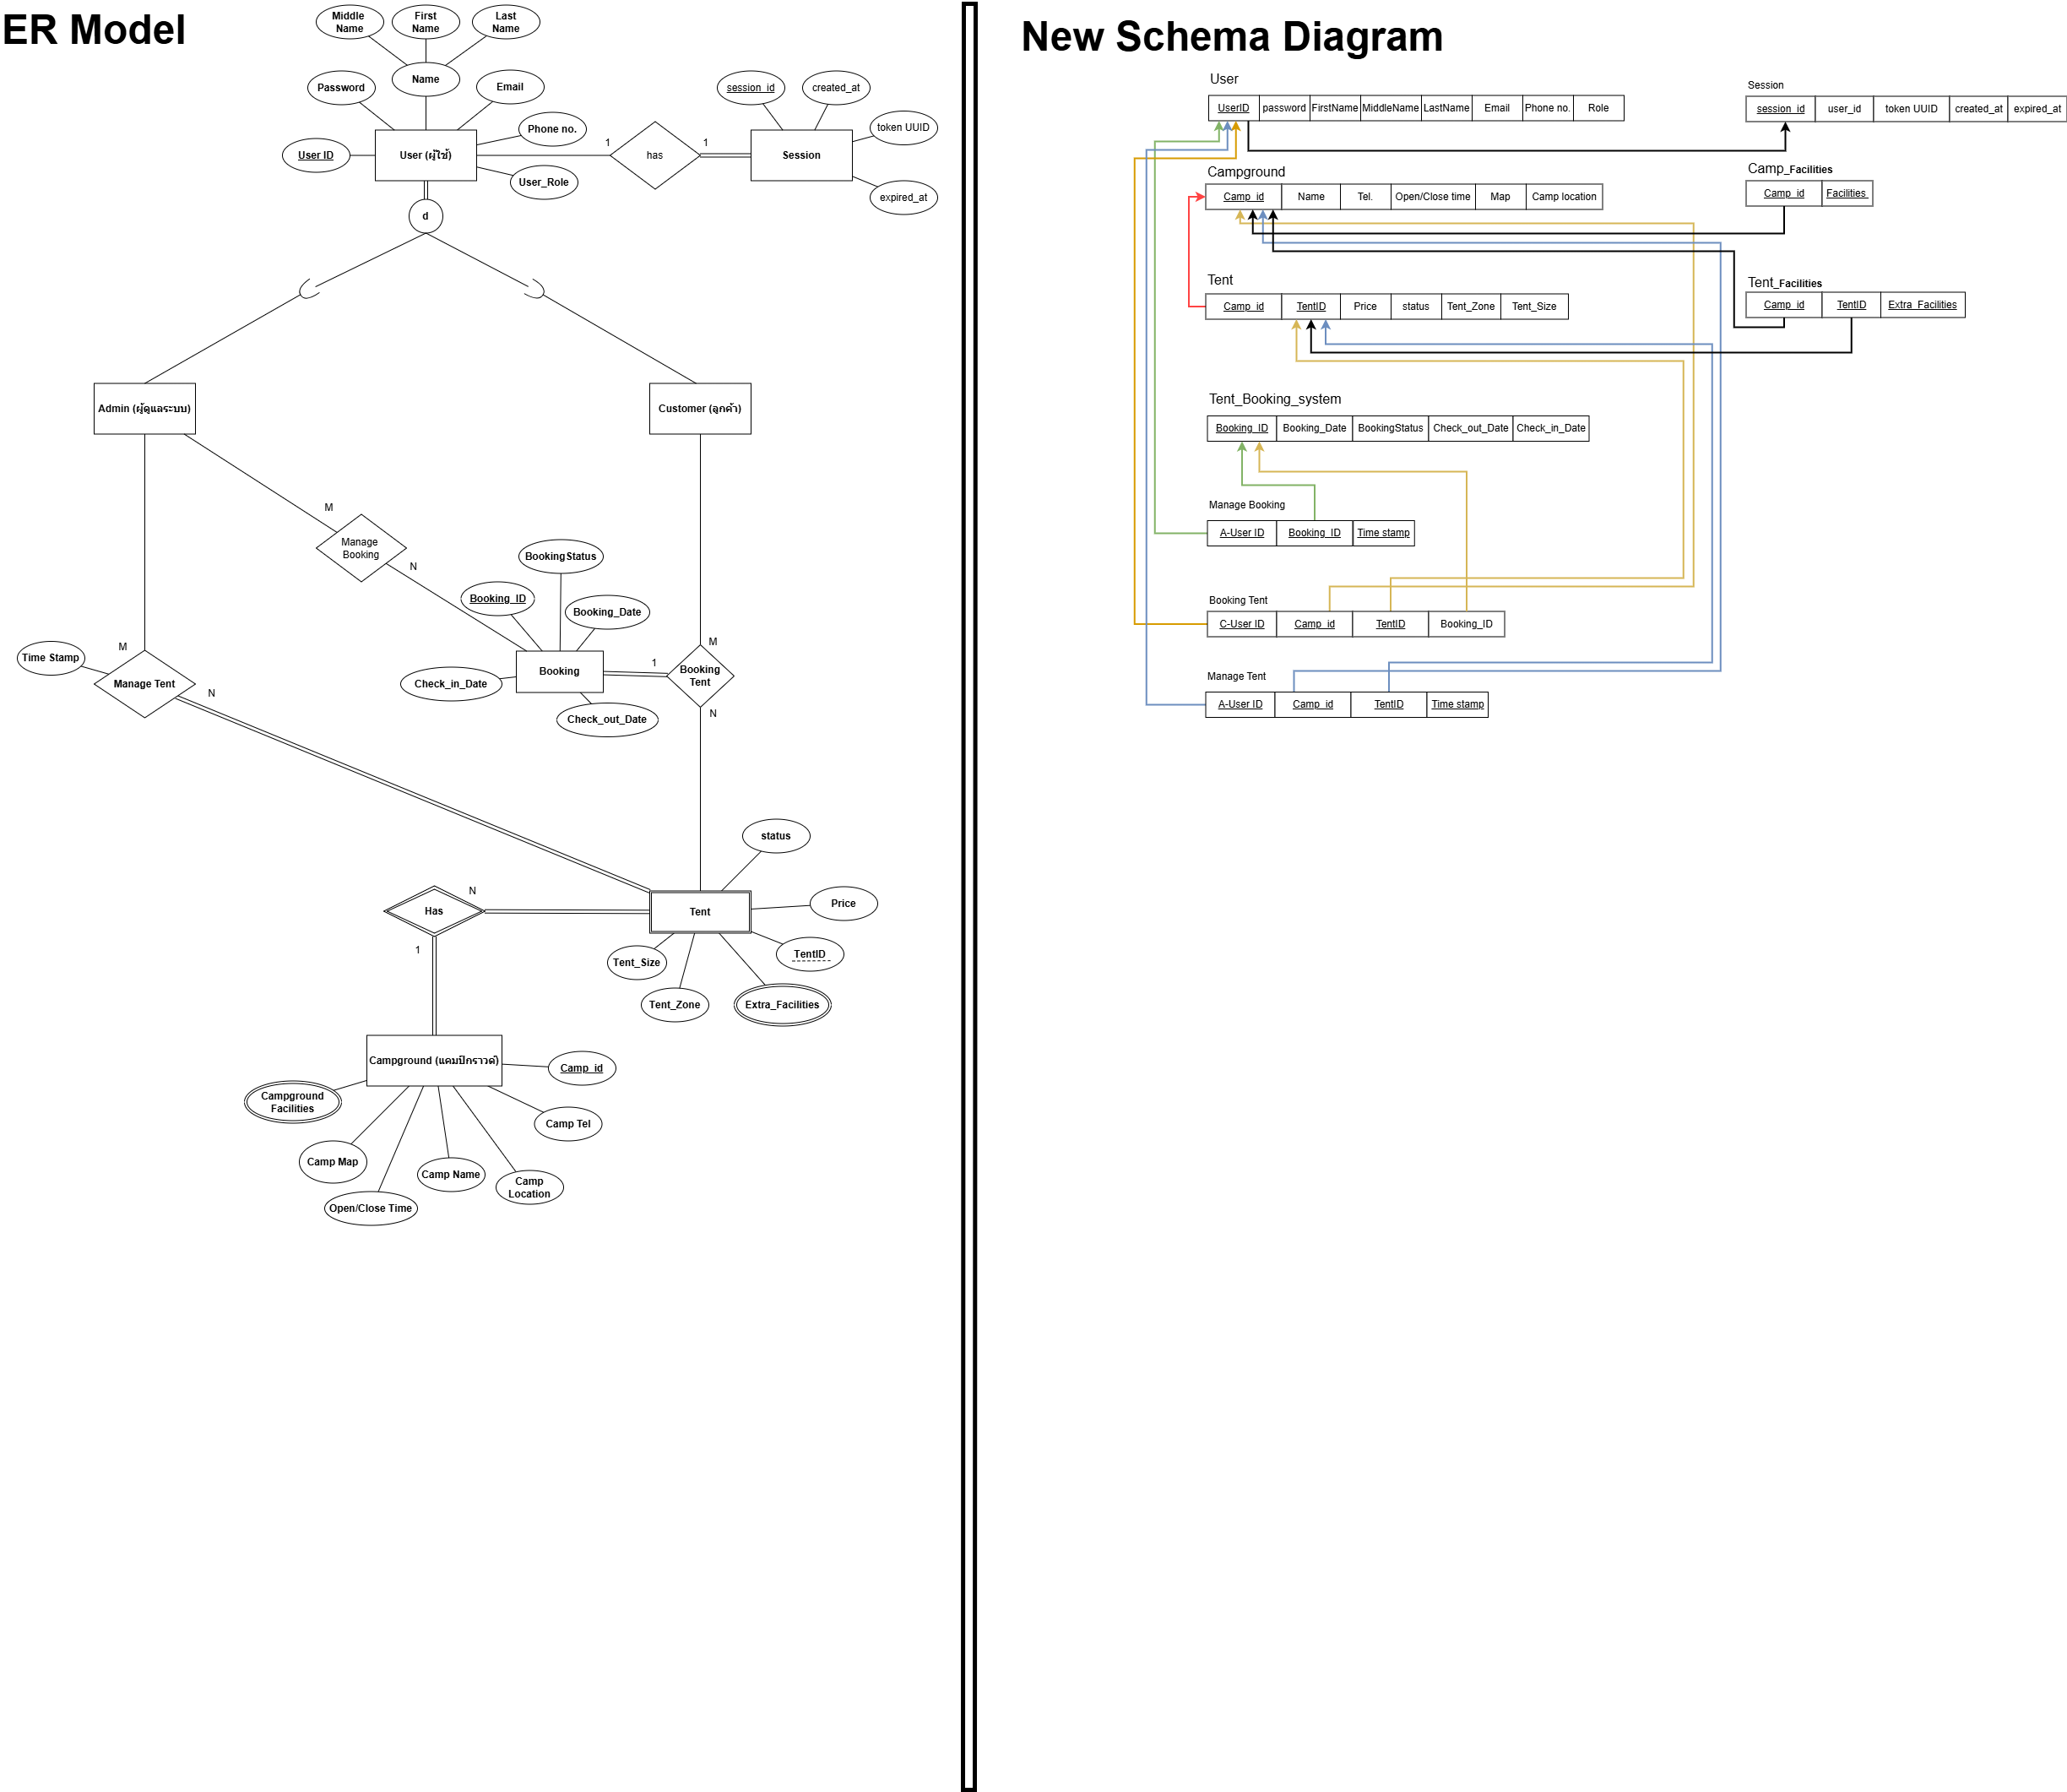 ER Model
Middle
Name
First
Name
Last
Name
Name
Password
Email
Phone no.
User ID
User (ผู้ใช้)
User_Role
1
has
1
session_id
created_at
token UUID
Session
expired_at
d
Admin (ผู้ดูแลระบบ)
Customer (ลูกค้า)
M
Manage
Booking
N
BookingStatus
Booking_ID
Booking_Date
Booking
Check_in_Date
Check_out_Date
1
M
Booking
Tent
N
Time Stamp
M
Manage Tent
N
status
Price
Tent
TentID
Tent_Size
Tent_Zone
Extra_Facilities
N
Has
1
Campground (แคมป์กราวด์)
Camp_id
Campground
Facilities
Camp Tel
Camp Map
Camp Name
Camp
Location
Open/Close Time
New Schema Diagram
User
UserID password FirstName MiddleName LastName Email Phone no. Role
Session
session_id user_id token UUID created_at expired_at
Campground
Camp_id Name Tel. Open/Close time Map Camp location
Camp_Facilities
Camp_id Facilities
Tent
Camp_id TentID Price status Tent_Zone Tent_Size
Tent_Facilities
Camp_id TentID Extra_Facilities
Tent_Booking_system
Booking_ID Booking_Date BookingStatus Check_out_Date Check_in_Date
Manage Booking
A-User ID Booking_ID Time stamp
Booking Tent
C-User ID Camp_id TentID Booking_ID
Manage Tent
A-User ID Camp_id TentID Time stamp